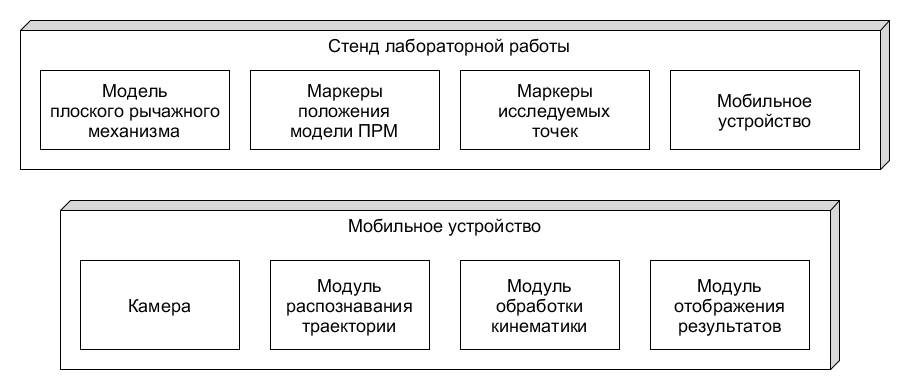 Стенд лабораторной работы
Модель
плоского рычажного
механизма
Маркеры
положения
модели ПРМ
Маркеры
исследуемых
точек
Мобильное
устройство
Мобильное устройство
Камера
Модуль
распознавания
траектории
Модуль
обработки
кинематики
Модуль
отображения
результатов